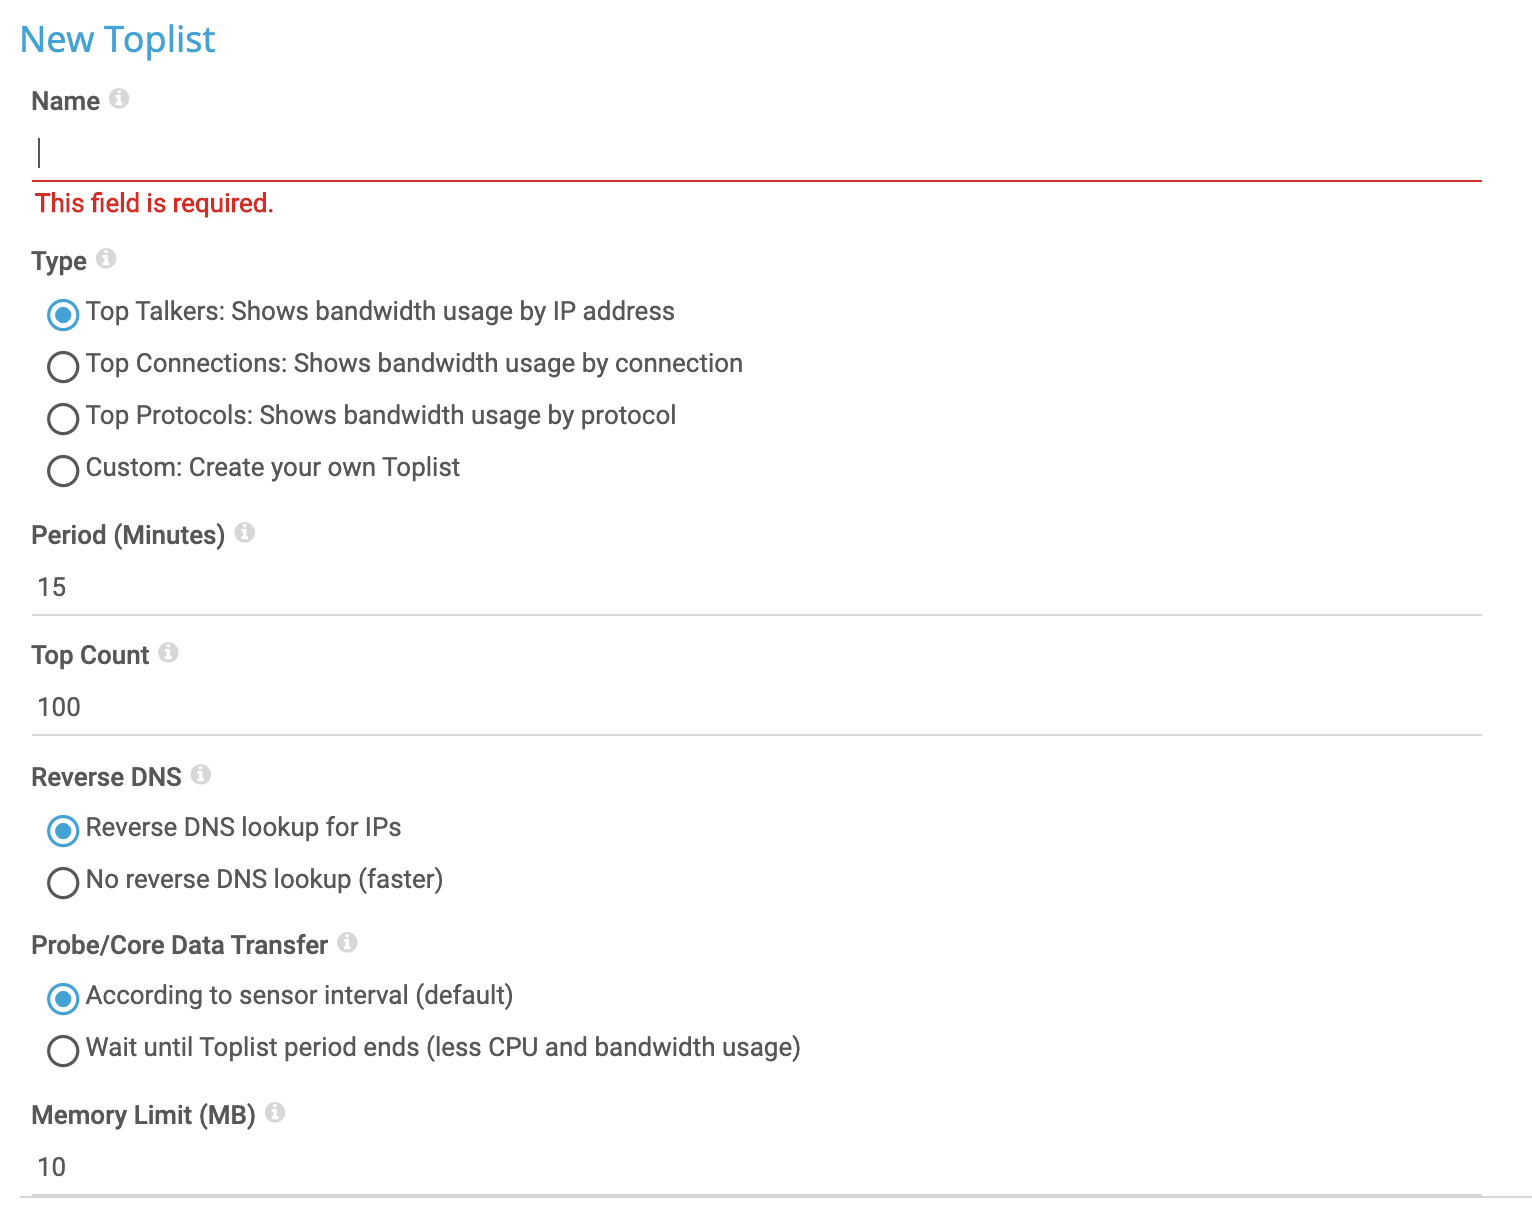 New Toplist
Name
This field is required.
Type
Top Talkers: Shows bandwidth usage by IP address
Top Connections: Shows bandwidth usage by connection
Top Protocols: Shows bandwidth usage by protocol
Custom: Create your own Toplist
Period (Minutes)
15
Top Count
100
Reverse DNS
Reverse DNS lookup for IPs
No reverse DNS lookup (faster)
Probe/Core Data Transfer
According to sensor interval (default)
Wait until Toplist period ends (less CPU and bandwidth usage)
Memory Limit (MB)
10